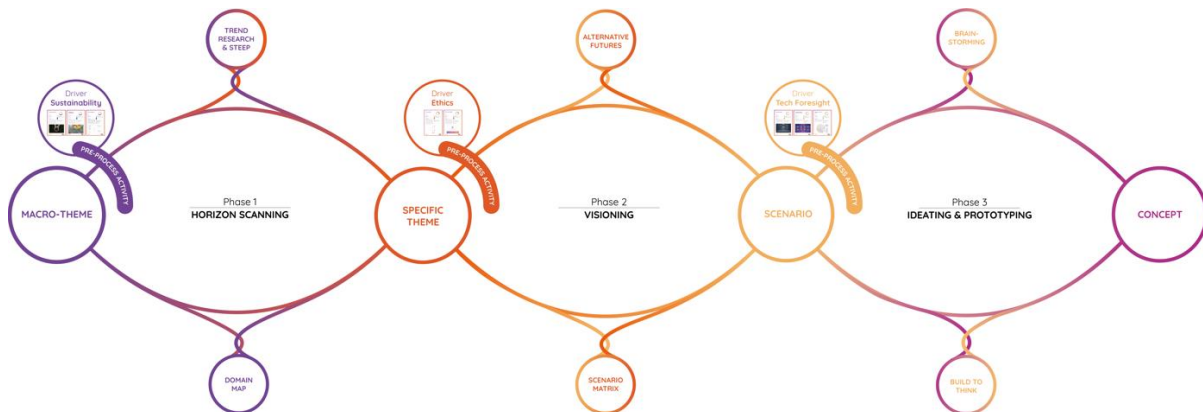 TREND
RESEARCH
& STEEP
ALTERNATIVE
FUTURES
BRAIN-
STORMING
Driver
Sustainability
PRE-PROCESS ACTIVITY
Driver
Ethics
PRE-PROCESS ACTIVITY
Driver
Tech Foresight
PRE-PROCESS ACTIVITY
MACRO-THEME
Phase 1
HORIZON SCANNING
SPECIFIC
THEME
Phase 2
VISIONING
SCENARIO
Phase 3
IDEATING & PROTOTYPING
CONCEPT
DOMAIN
MAP
SCENARIO
MATRIX
BUILD TO
THINK